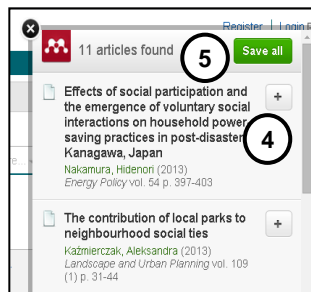 Register | Login
11 articles found
5
Save all
Effects of social participation and
the emergence of voluntary social
interactions on household power
saving practices in post-disaster
Kanagawa, Japan
4
Nakamura, Hidenori (2013)
Energy Policy vol. 54 p. 397-403
The contribution of local parks to
neighbourhood social ties
Kaźmierczak, Aleksandra (2013)
Landscape and Urban Planning vol. 109
(1) p. 31-44